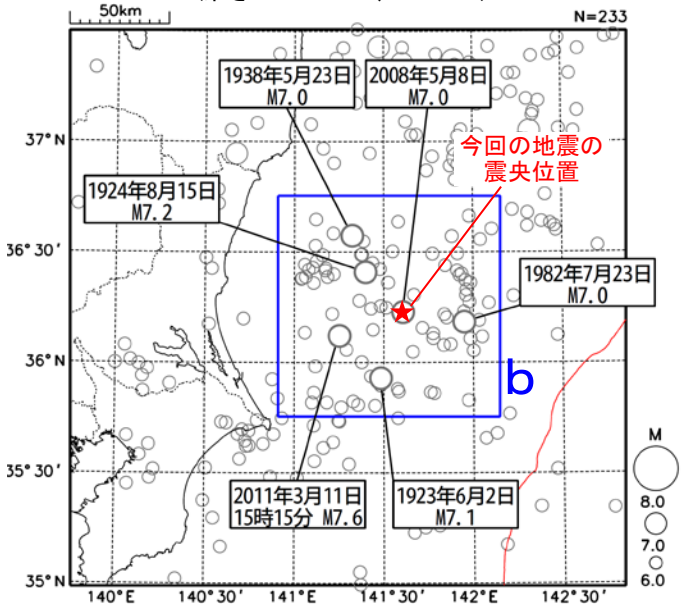 50km
N=233
1938年5月23日
M7.0
2008年5月8日
M7.0
37°N
今回の地震の
震央位置
1924年8月15日
M7.2
36°30′
1982年7月23日
M7.0
36°N
b
35°30′
2011年3月11日
15時15分 M7.6
1923年6月2日
M7.1
M
8.0
7.0
6.0
35°N
140°E
140°30′
141°E
141°30′
142°E
142°30′